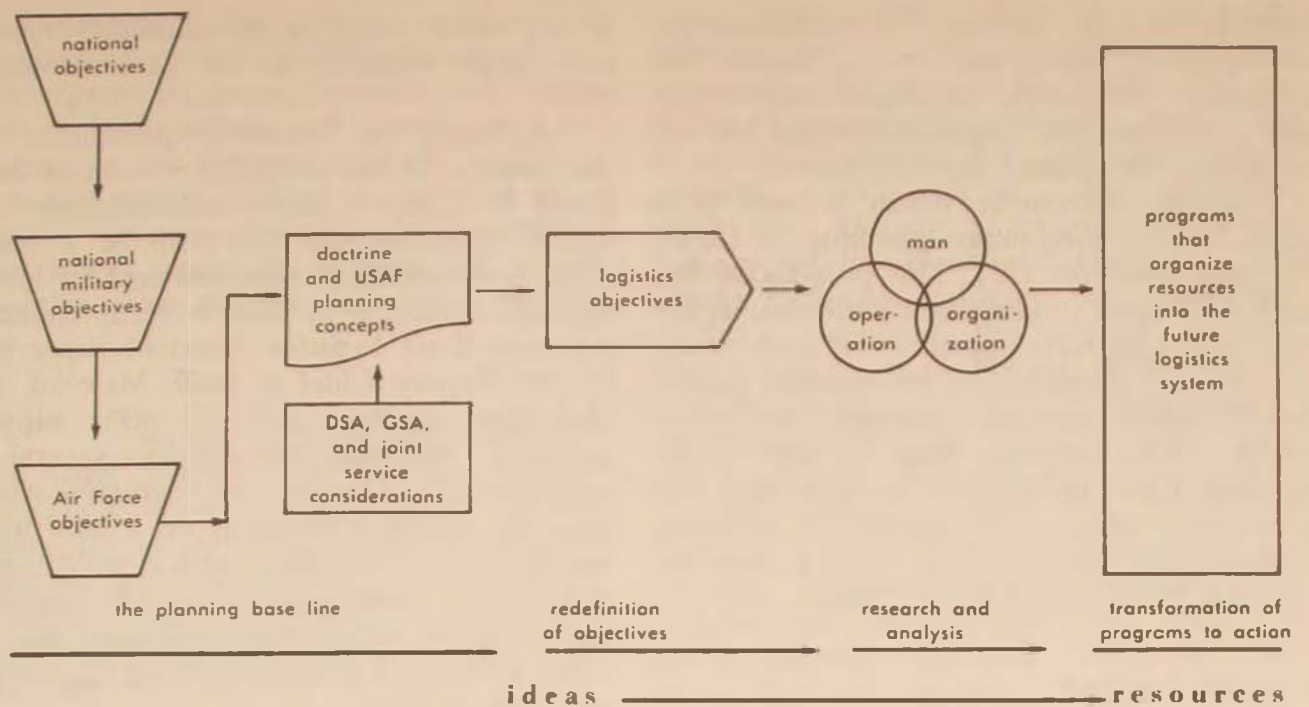 national
objectives
national
military
objectives
Air Force
objectives
doctrine
and USAF
planning
concepts
DSA, GSA,
and joint
service
considerations
logistics
objectives
man
oper-
ation
organi-
zation
programs
that
organize
resources
into the
future
logistics
system
the planning base line
redefinition
of objectives
research and
analysis
transformation of
programs to action
ideas
resources